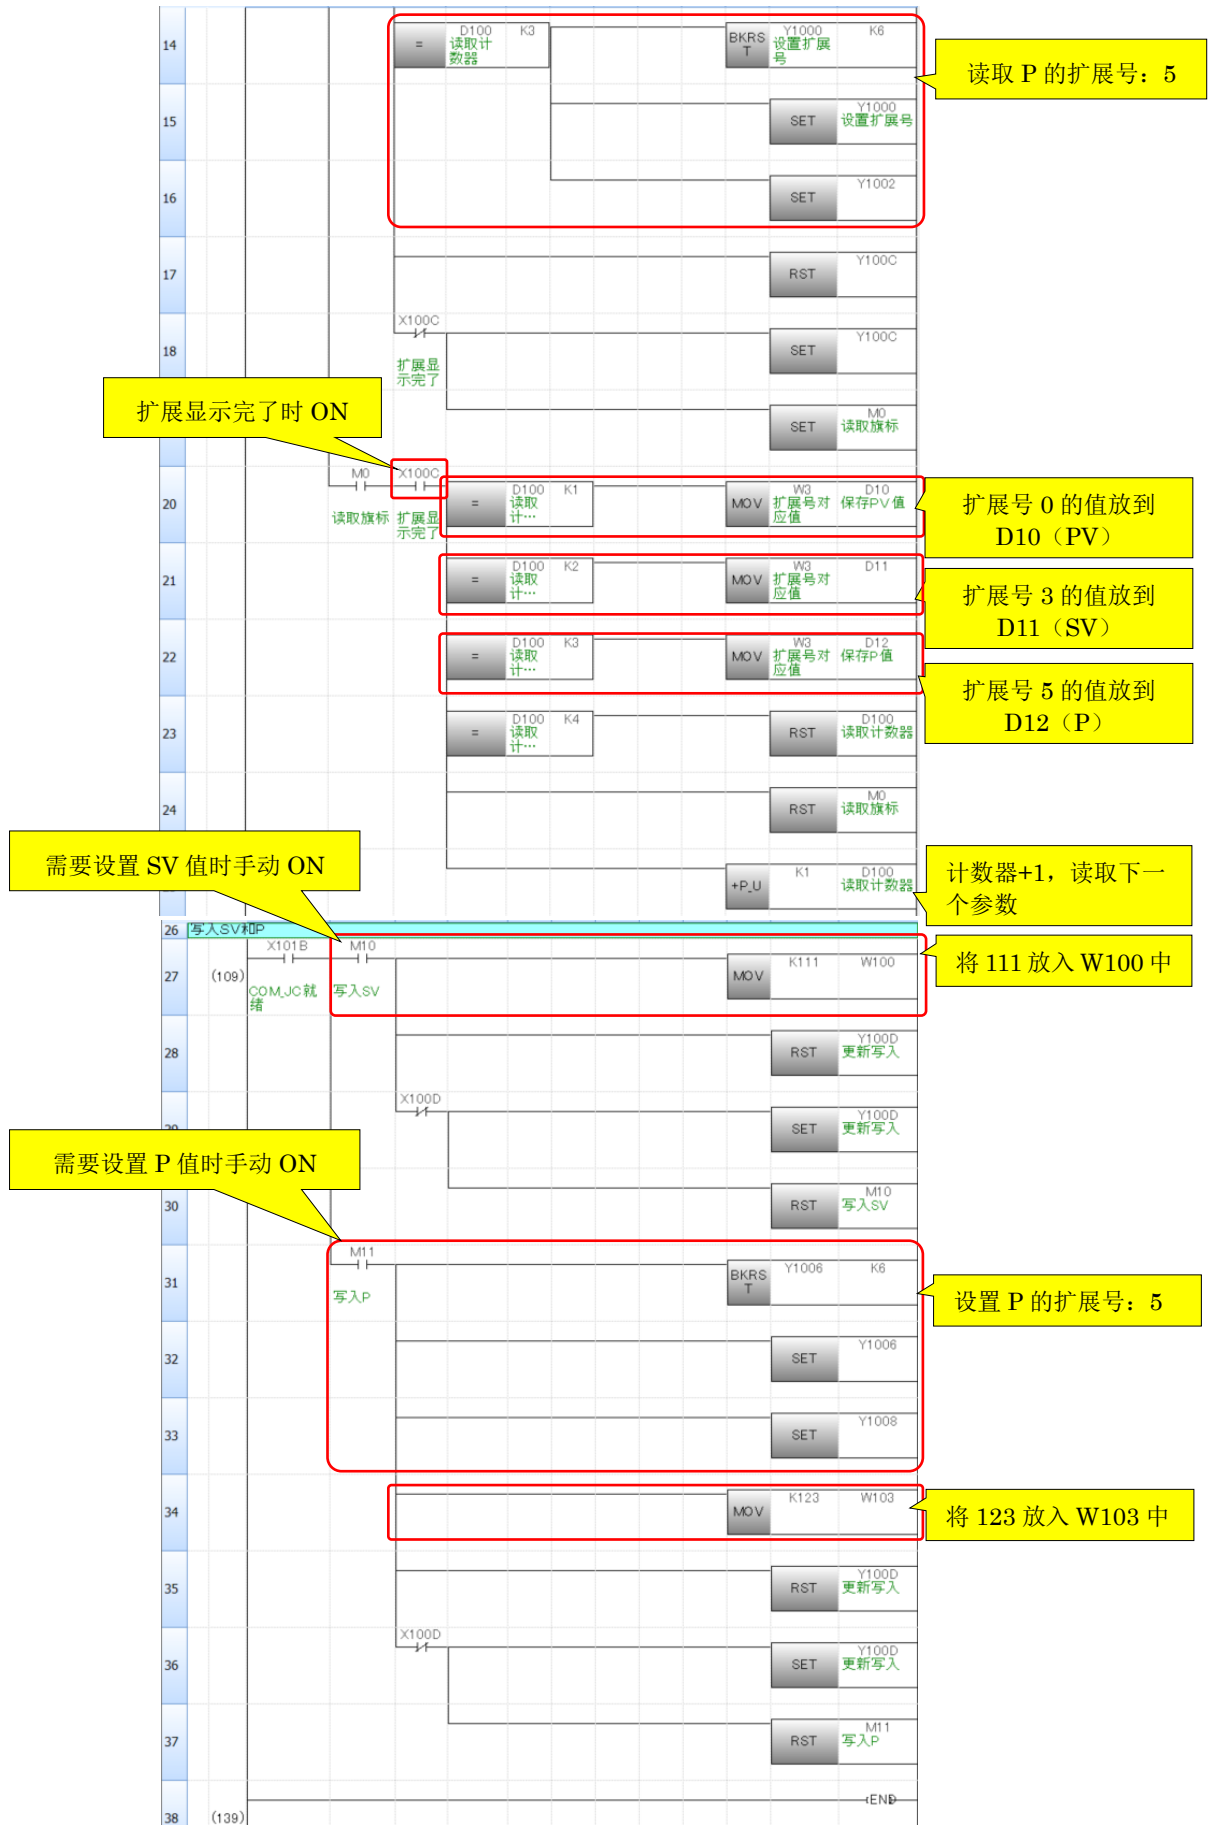 14
=
D100 K3
读取计
数器
BKRS
T
Y1000 K6
设置扩展
号
读取 P 的扩展号：5
15
SET
Y1000
设置扩展号
16
SET
Y1002
17
RST
Y100C
X100C
18
扩展显
示完了
SET
Y100C
扩展显示完了时 ON
SET
M0
读取旗标
M0 X100C
20
读取旗标 扩展显
示完了
=
D100 K1
读取
计…
MOV
W3 D10
扩展号对 保存PV值
应值
扩展号 0 的值放到
D10（PV）
21
=
D100 K2
读取
计…
MOV
W3 D11
扩展号对
应值
扩展号 3 的值放到
D11（SV）
22
=
D100 K3
读取
计…
MOV
W3 D12
扩展号对 保存P值
应值
扩展号 5 的值放到
D12（P）
23
=
D100 K4
读取
计…
RST
D100
读取计数器
24
RST
M0
读取旗标
需要设置 SV 值时手动 ON
+P_U
K1 D100
读取计数器
计数器+1，读取下一
个参数
26 写入SV和P
X101B M10
27 (109)
COM_JC就
绪
写入SV
MOV
K111 W100
将 111 放入 W100 中
28
RST
Y100D
更新写入
X100D
29
SET
Y100D
更新写入
需要设置 P 值时手动 ON
30
RST
M10
写入SV
M11
31
写入P
BKRS
T
Y1006 K6
设置 P 的扩展号：5
32
SET
Y1006
33
SET
Y1008
34
MOV
K123 W103
将 123 放入 W103 中
35
RST
Y100D
更新写入
X100D
36
SET
Y100D
更新写入
37
RST
M11
写入P
38 (139)
END